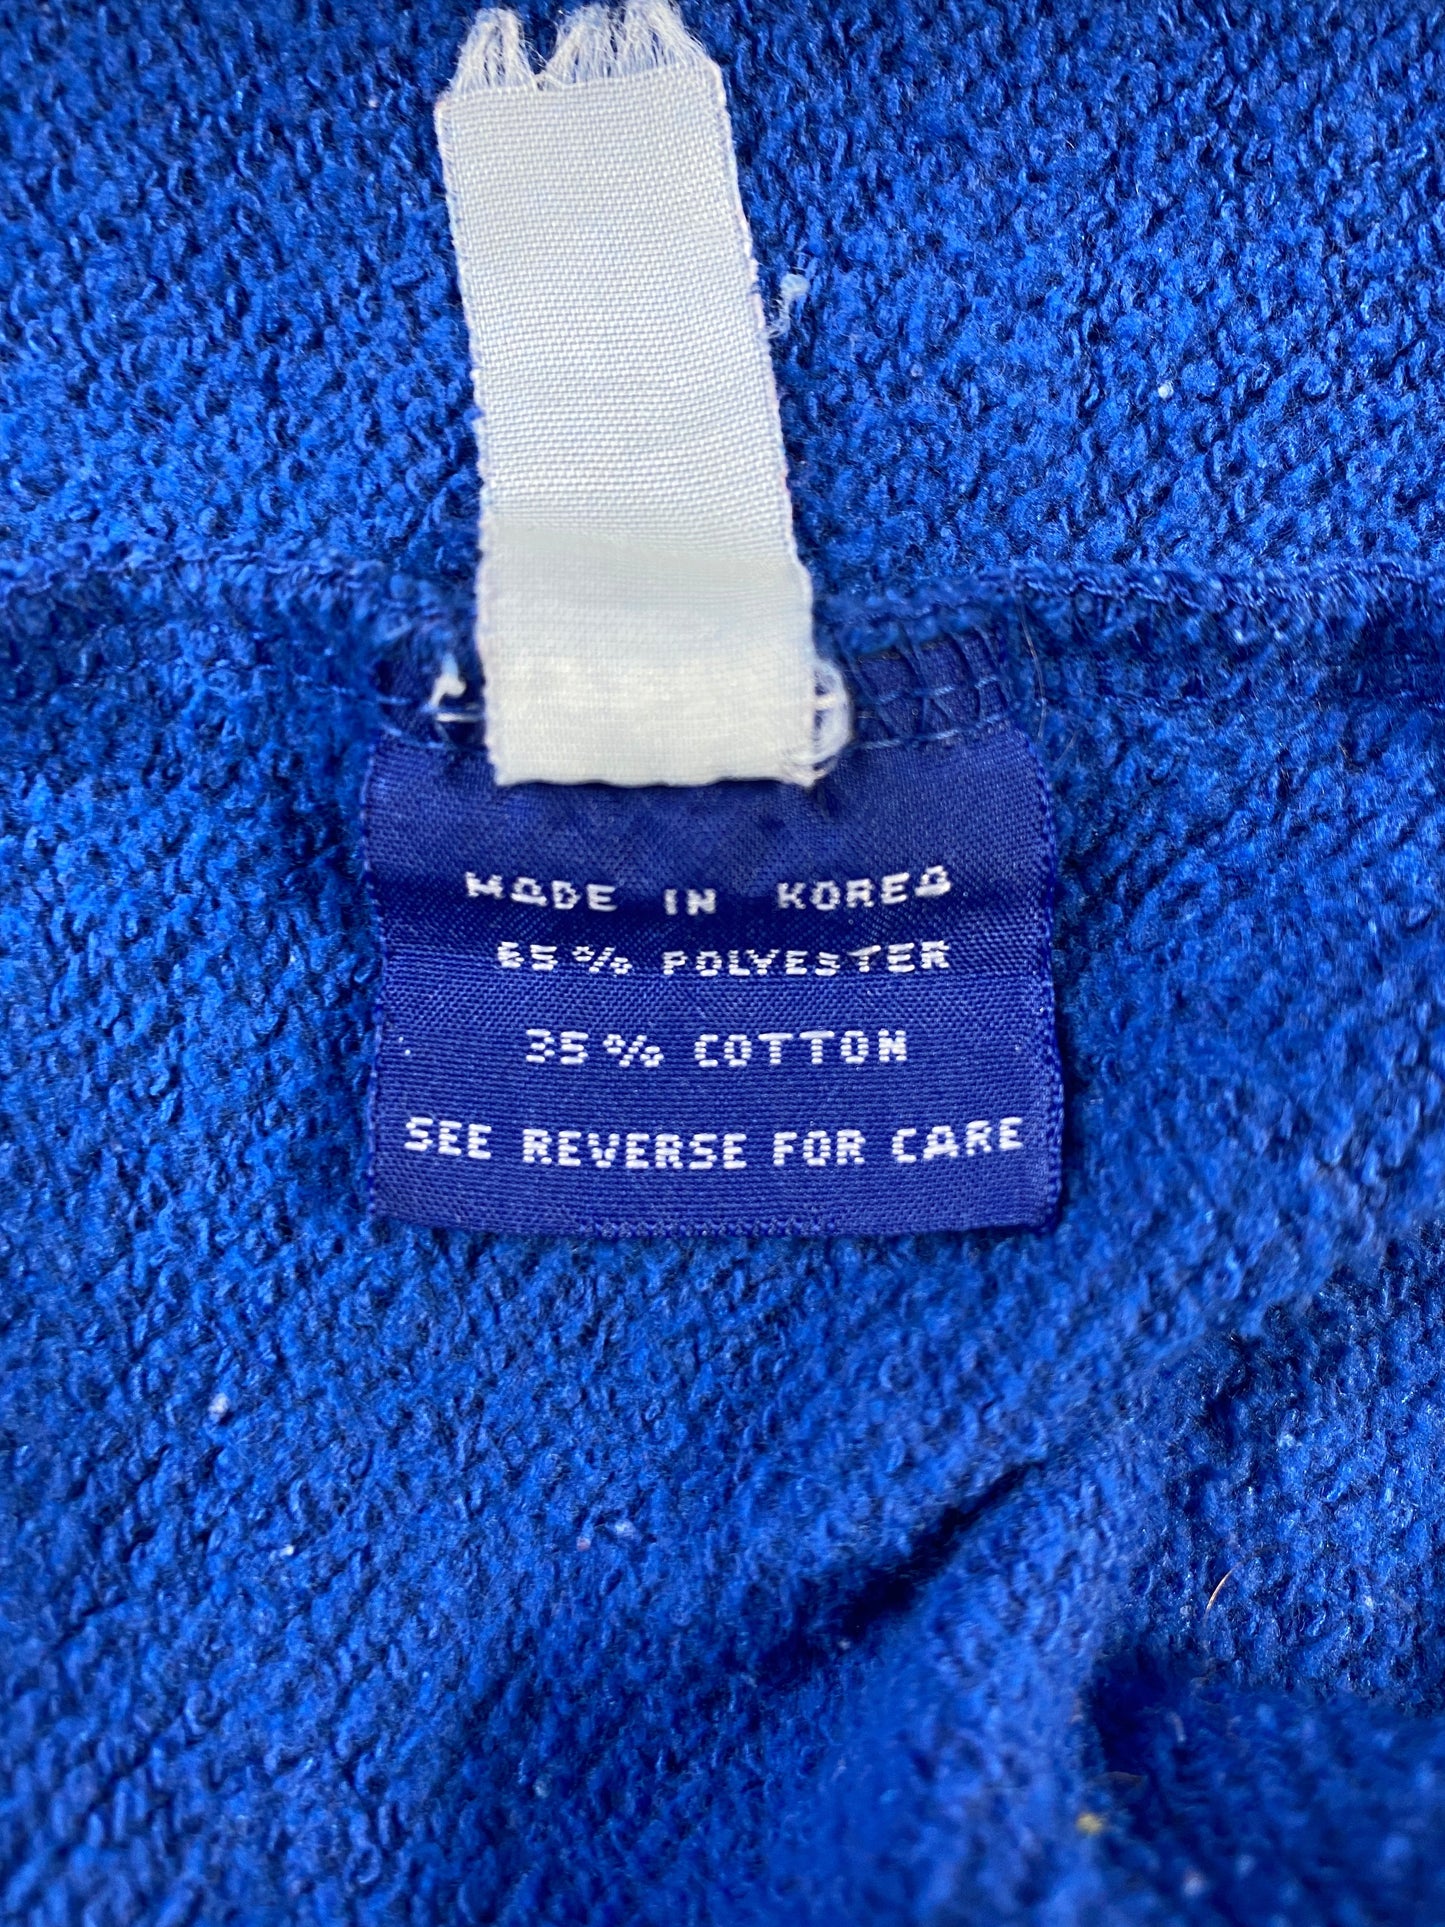 MADE IN KOREA
65% POLYESTER
35% COTTON
SEE REVERSE FOR CARE